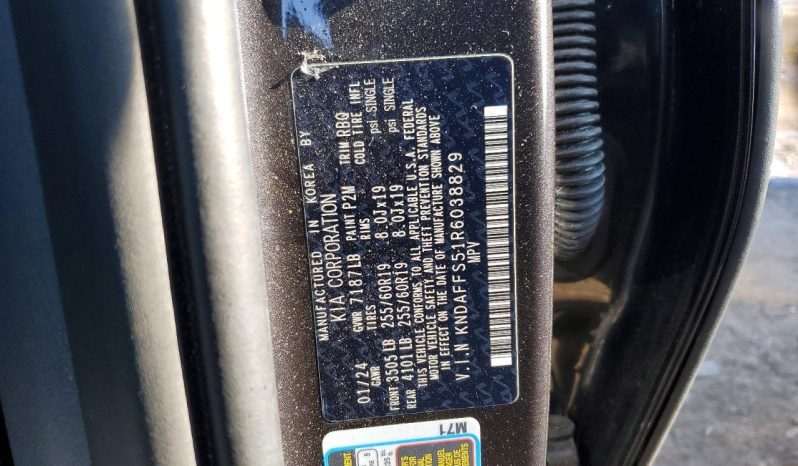 MANUFACTURED IN KOREA BY
KIA CORPORATION
01/24 GVWR 7187LB PAINT P2M TRIM RBQ
GAWR TIRES RIMS COLD TIRE INFL
FRONT 3505LB 255/60R19 8.0Jx19 psi SINGLE
REAR 4101LB 255/60R19 8.0Jx19 psi SINGLE
THIS VEHICLE CONFORMS TO ALL APPLICABLE U.S.A. FEDERAL
MOTOR VEHICLE SAFETY AND THEFT PREVENTION STANDARDS
IN EFFECT ON THE DATE OF MANUFACTURE SHOWN ABOVE
V.I.N KNDAFFS51R6038829
MPV
M71